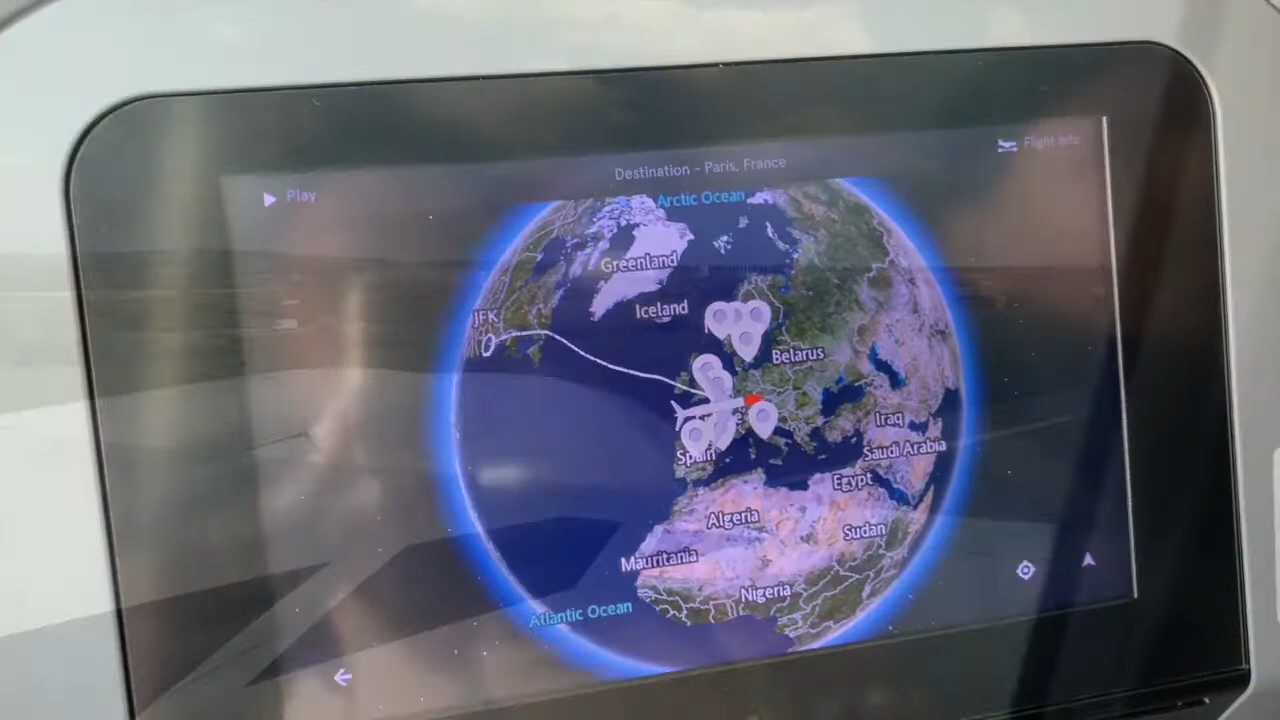 Flight Info
Destination - Paris, France
Play
Arctic Ocean
Greenland
Iceland
JFK
Belarus
Iraq
Spain
Saudi Arabia
Egypt
Algeria
Sudan
Mauritania
Nigeria
Atlantic Ocean